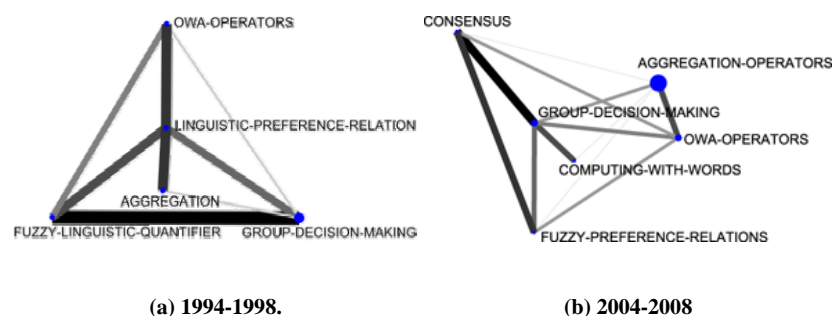 OWA-OPERATORS
LINGUISTIC-PREFERENCE-RELATION
AGGREGATION
FUZZY-LINGUISTIC-QUANTIFIER
GROUP-DECISION-MAKING
(a) 1994-1998.
CONSENSUS
AGGREGATION-OPERATORS
GROUP-DECISION-MAKING
OWA-OPERATORS
COMPUTING-WITH-WORDS
FUZZY-PREFERENCE-RELATIONS
(b) 2004-2008